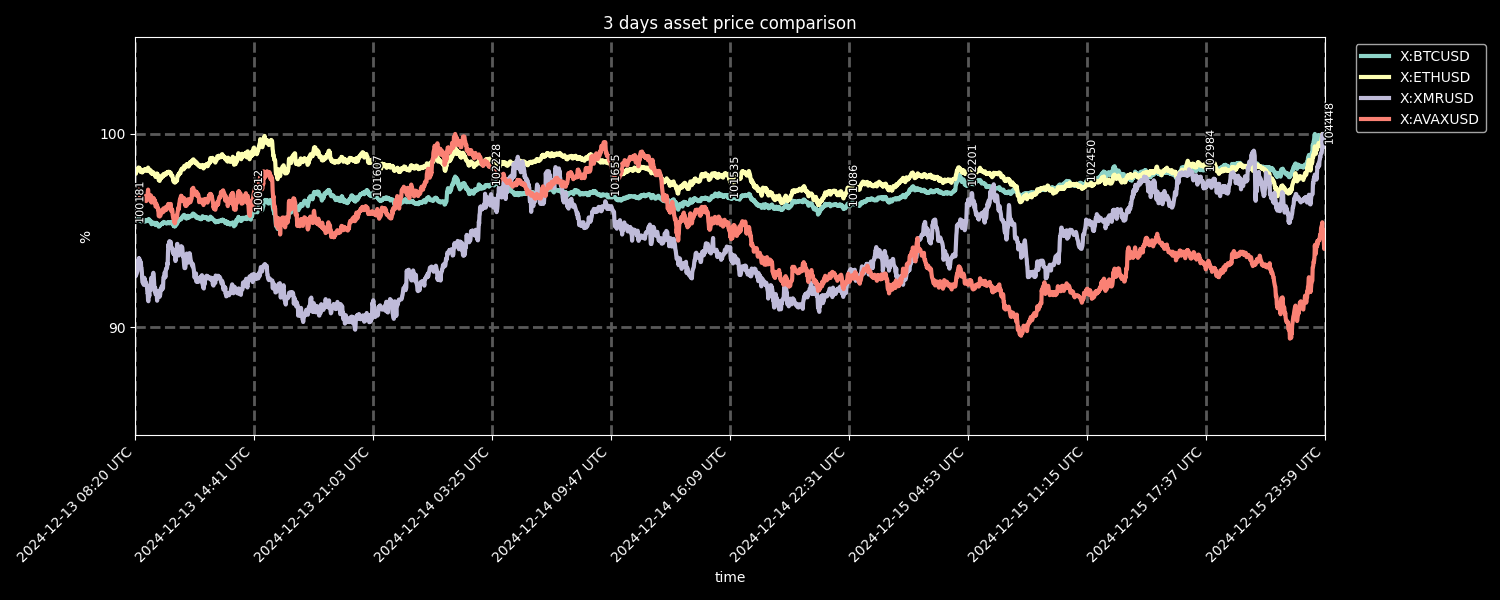 3 days asset price comparison
X:BTCUSD
X:ETHUSD
X:XMRUSD
X:AVAXUSD
100
90
%
100812
101607
102228
101655
101535
102201
102450
102984
104448
2024-12-13 08:20 UTC
2024-12-13 14:41 UTC
2024-12-13 21:03 UTC
2024-12-14 03:25 UTC
2024-12-14 09:47 UTC
2024-12-14 16:09 UTC
2024-12-14 22:31 UTC
2024-12-15 04:53 UTC
2024-12-15 11:15 UTC
2024-12-15 17:37 UTC
2024-12-15 23:59 UTC
time